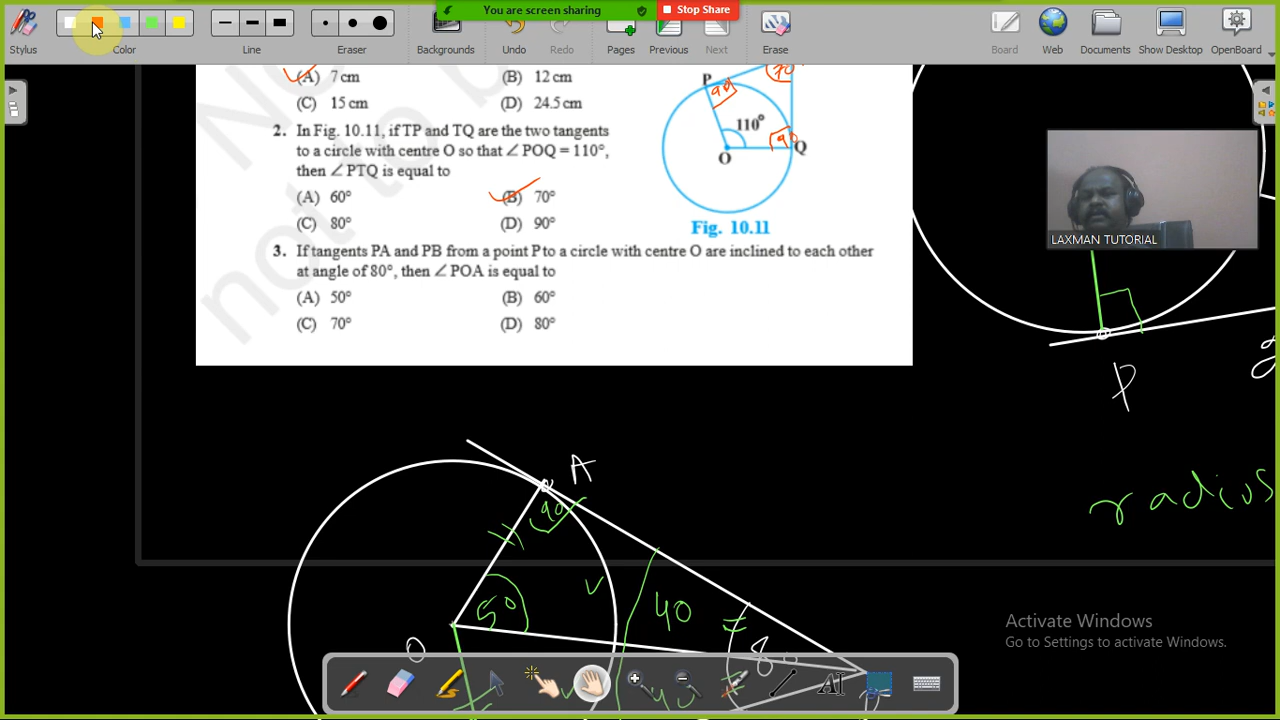 You are screen sharing
Stop Share
Stylus
Color
Line
Eraser
Backgrounds
Undo
Redo
Pages
Previous
Next
Erase
Board
Web
Documents
Show Desktop
OpenBoard
(A) 7 cm (B) 12 cm
(C) 15 cm (D) 24.5 cm
2. In Fig. 10.11, if TP and TQ are the two tangents
to a circle with centre O so that ∠ POQ = 110°,
then ∠ PTQ is equal to
(A) 60° (B) 70°
(C) 80° (D) 90°
P
90
70
110°
90
O
Q
Fig. 10.11
3. If tangents PA and PB from a point P to a circle with centre O are inclined to each other
at angle of 80°, then ∠ POA is equal to
(A) 50° (B) 60°
(C) 70° (D) 80°
LAXMAN TUTORIAL
P
radius
A
90
50
40
O
Activate Windows
Go to Settings to activate Windows.
AI